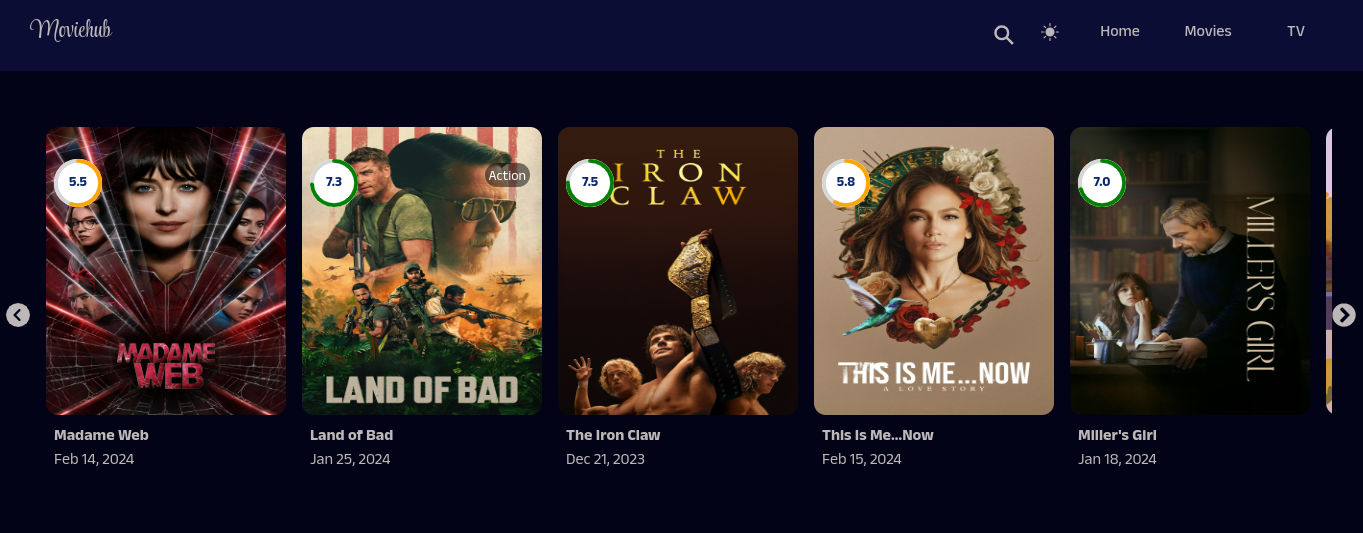 Moviehub
Home
Movies
TV
5.5
MADAME
WEB
Madame Web
Feb 14, 2024
7.3
Action
LAND OF BAD
Land of Bad
Jan 25, 2024
7.5
THE
IRON
CLAW
The Iron Claw
Dec 21, 2023
5.8
THIS IS ME...NOW
A LOVE STORY
This Is Me...Now
Feb 15, 2024
7.0
MILLER'S GIRL
Miller's Girl
Jan 18, 2024